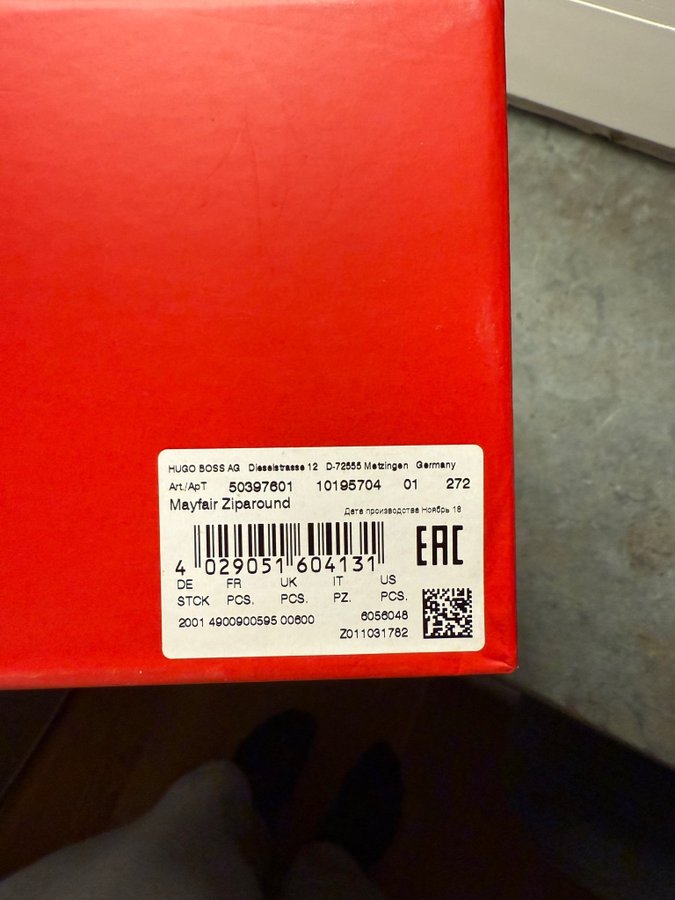 HUGO BOSS AG Dieselstrasse 12 D-72555 Metzingen Germany
Art./АрТ 50397601 10195704 01 272
Mayfair Ziparound
Дата производства Ноябрь 18
EAC
4 029051 604131
DE FR UK IT US
STCK PCS. PCS. PZ. PCS.
2001 4900900595 00600 6056048
Z011031782